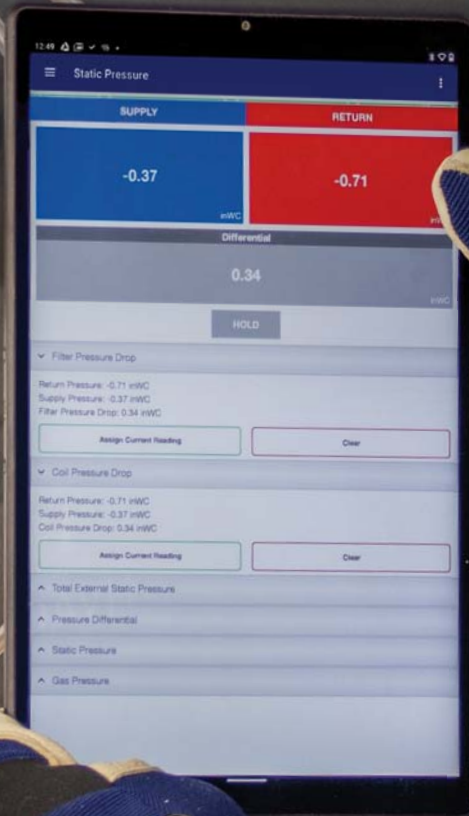 12:49
Static Pressure
SUPPLY
RETURN
-0.37
-0.71
inWC
Differential
0.34
inWC
HOLD
Filter Pressure Drop
Return Pressure: -0.71 inWC
Supply Pressure: -0.37 inWC
Filter Pressure Drop: 0.34 inWC
Assign Current Reading
Clear
Coil Pressure Drop
Return Pressure: -0.71 inWC
Supply Pressure: -0.37 inWC
Coil Pressure Drop: 0.34 inWC
Assign Current Reading
Clear
Total External Static Pressure
Pressure Differential
Static Pressure
Gas Pressure